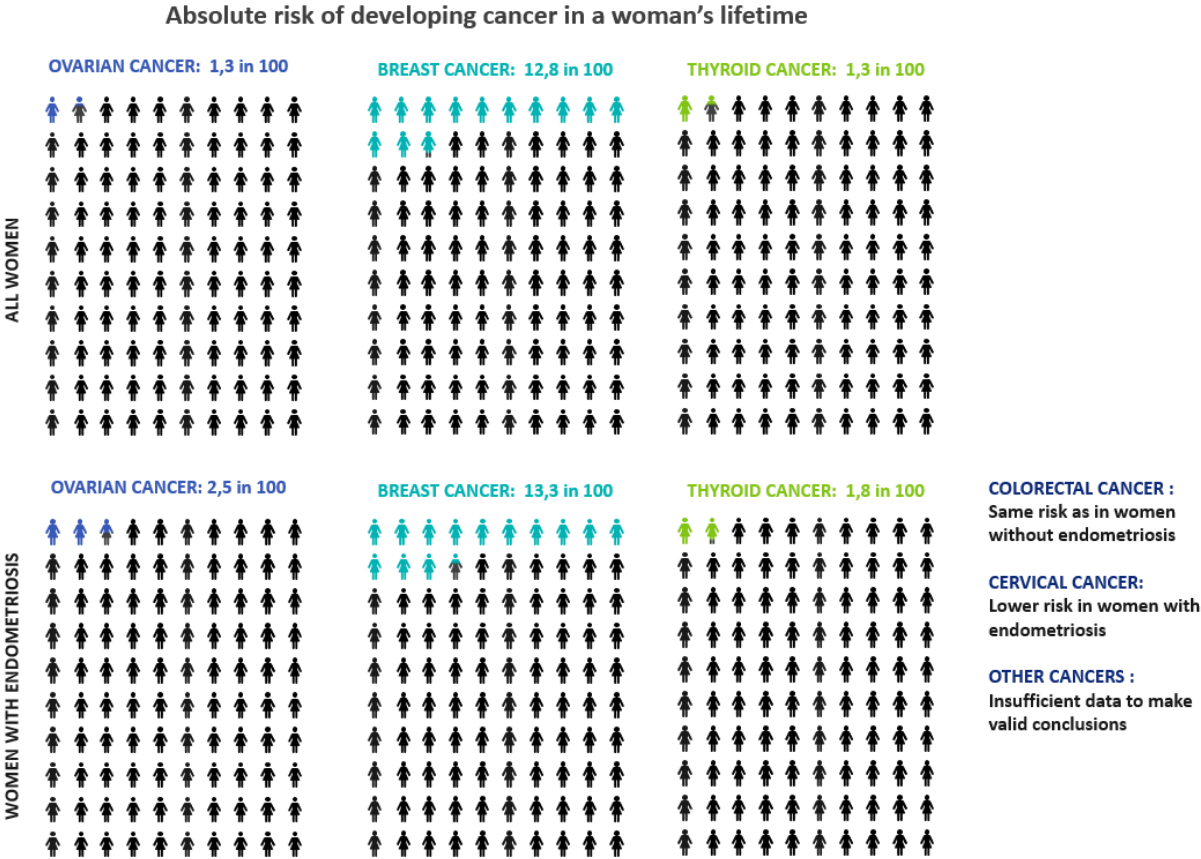 Absolute risk of developing cancer in a woman’s lifetime
ALL WOMEN
OVARIAN CANCER: 1,3 in 100
BREAST CANCER: 12,8 in 100
THYROID CANCER: 1,3 in 100
WOMEN WITH ENDOMETRIOSIS
OVARIAN CANCER: 2,5 in 100
BREAST CANCER: 13,3 in 100
THYROID CANCER: 1,8 in 100
COLORECTAL CANCER :
Same risk as in women
without endometriosis
CERVICAL CANCER:
Lower risk in women with
endometriosis
OTHER CANCERS :
Insufficient data to make
valid conclusions